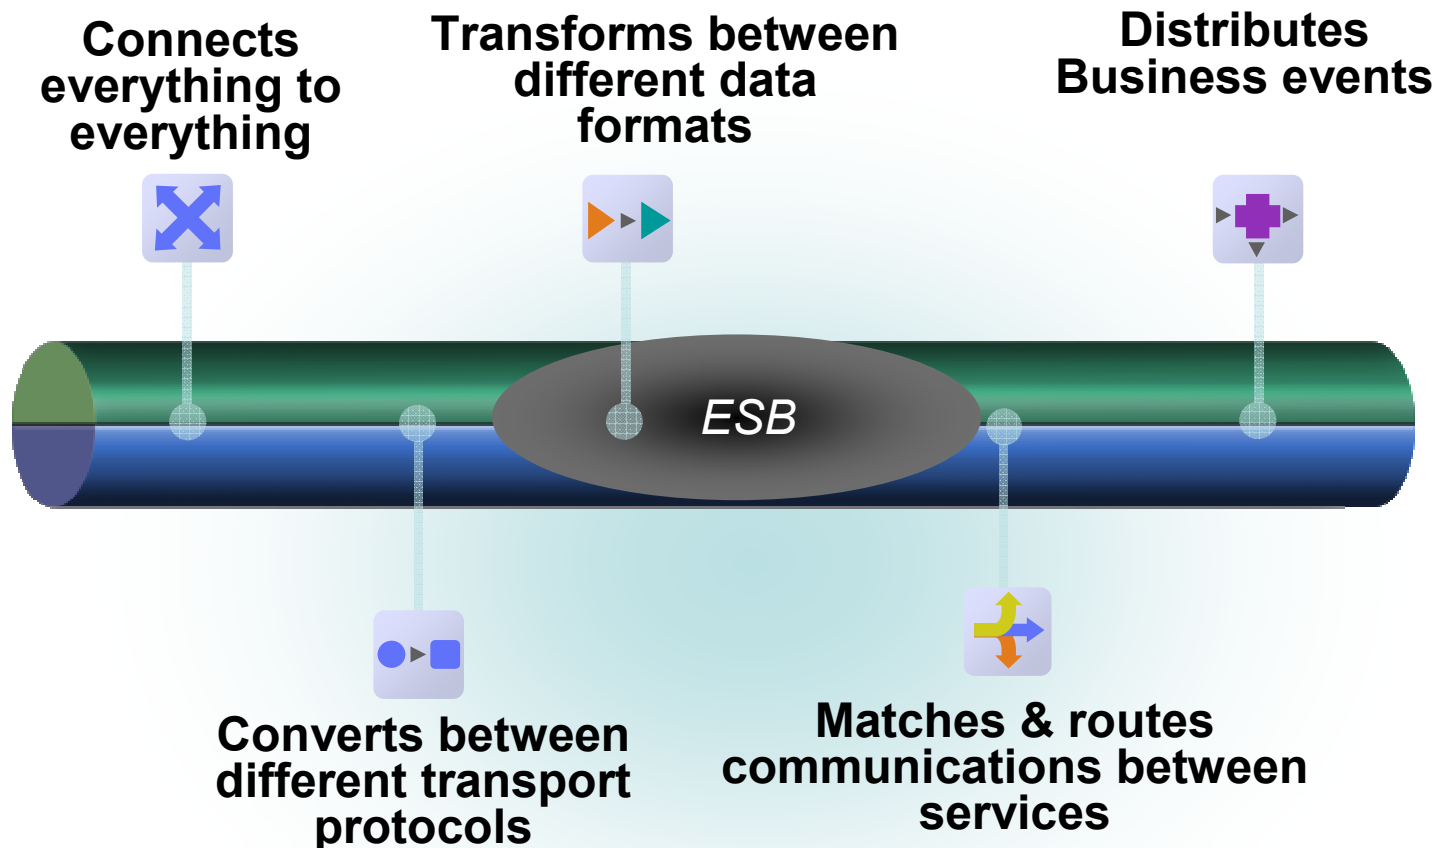 Connects
everything to
everything
Transforms between
different data
formats
Distributes
Business events
ESB
Converts between
different transport
protocols
Matches & routes
communications between
services